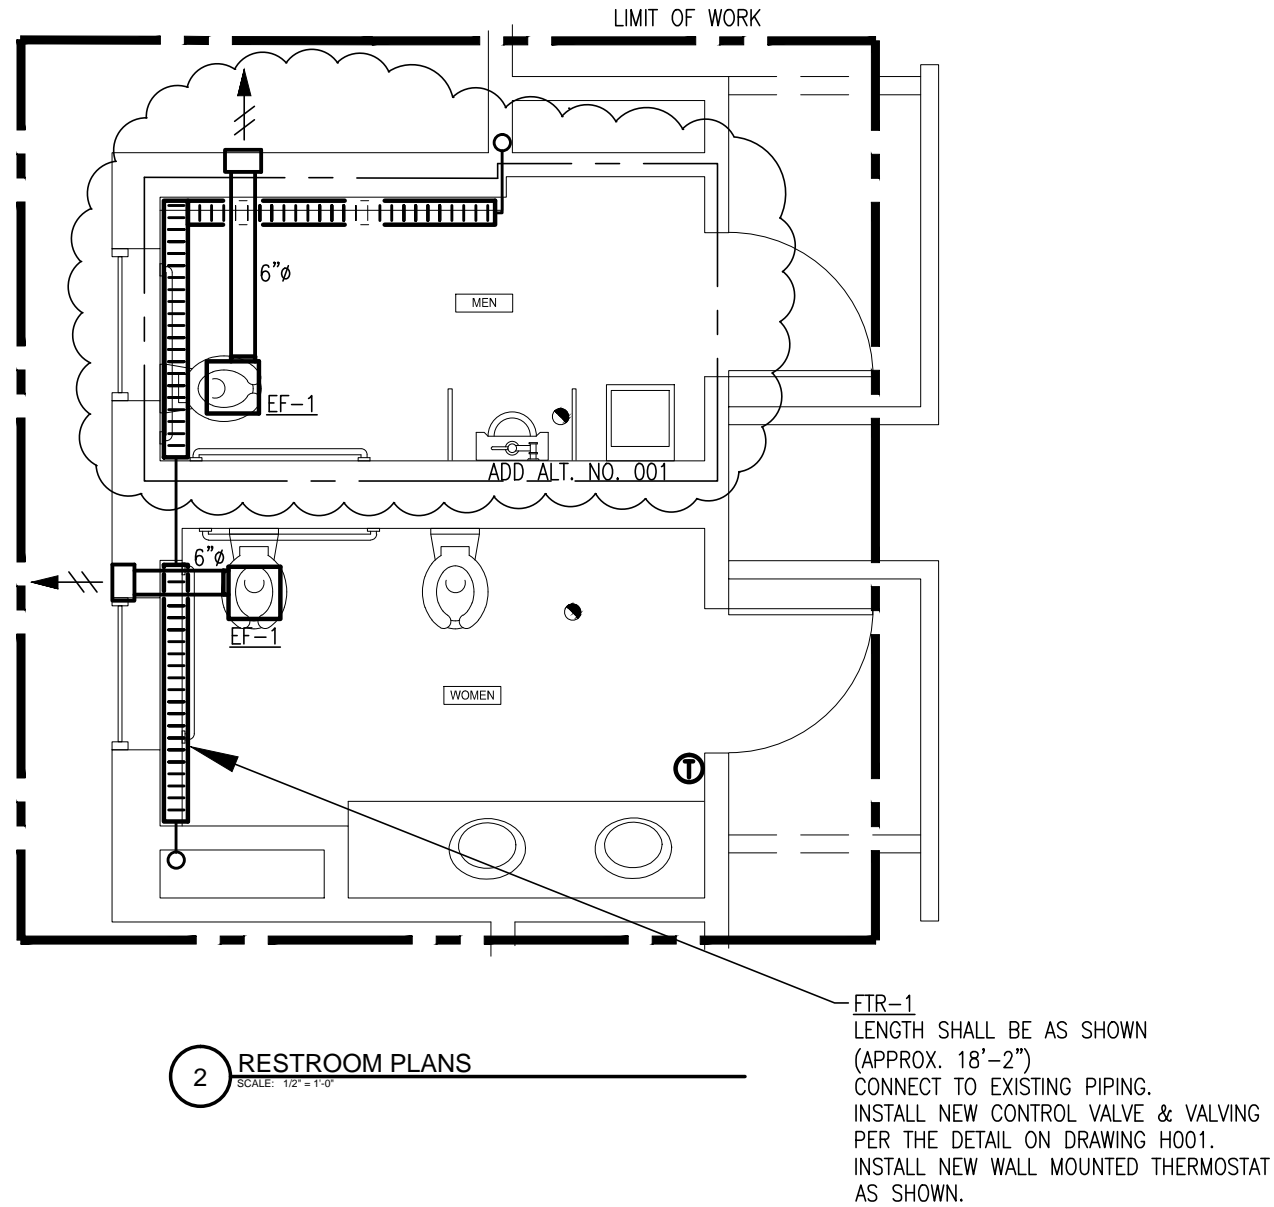 LIMIT OF WORK
6"ø
MEN
EF-1
ADD ALT. NO. 001
6"ø
EF-1
WOMEN
T
FTR-1
LENGTH SHALL BE AS SHOWN
(APPROX. 18'-2")
CONNECT TO EXISTING PIPING.
INSTALL NEW CONTROL VALVE & VALVING
PER THE DETAIL ON DRAWING H001.
INSTALL NEW WALL MOUNTED THERMOSTAT
AS SHOWN.
2
RESTROOM PLANS
SCALE: 1/2" = 1'-0"